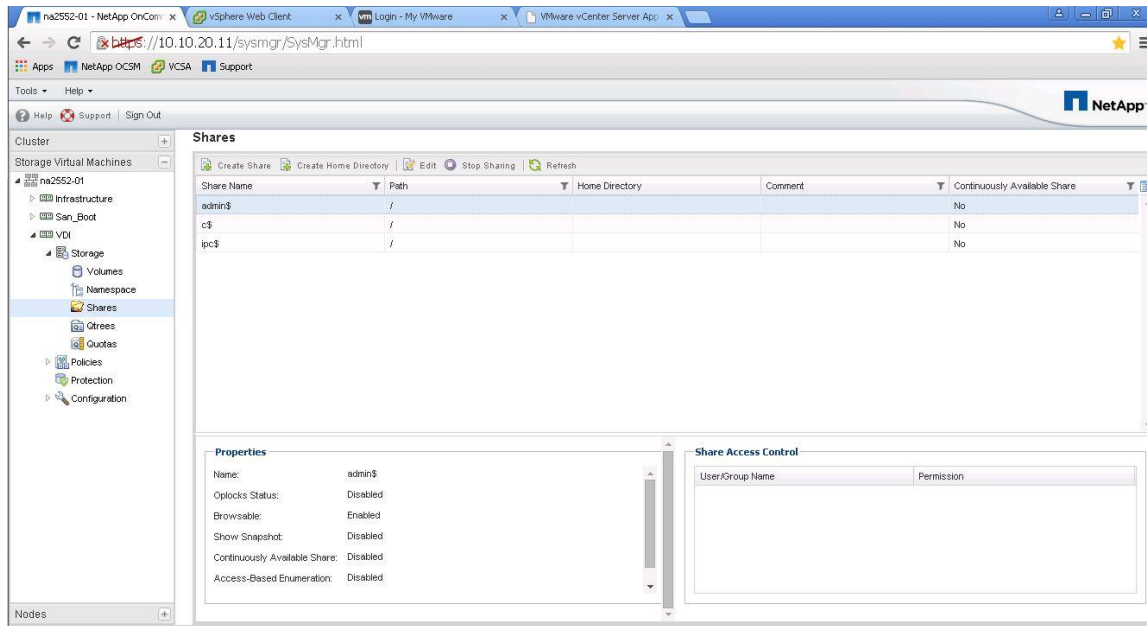 na2552-01 - NetApp OnCom
vSphere Web Client
vm Login - My VMware
VMware vCenter Server App
https://10.10.20.11/sysmgr/SysMgr.html
Apps NetApp OCSM VCSA Support
Tools Help
NetApp
Help Support Sign Out
Cluster
Storage Virtual Machines
na2552-01
Infrastructure
San_Boot
VDI
Storage
Volumes
Namespace
Shares
Qtrees
Quotas
Policies
Protection
Configuration
Nodes
Shares
Create Share Create Home Directory Edit Stop Sharing Refresh
Share Name Path Home Directory Comment Continuously Available Share
admin$ / No
c$ / No
ipc$ / No
Properties
Name: admin$
Oplocks Status: Disabled
Browsable: Enabled
Show Snapshot: Disabled
Continuously Available Share: Disabled
Access-Based Enumeration: Disabled
Share Access Control
User/Group Name Permission